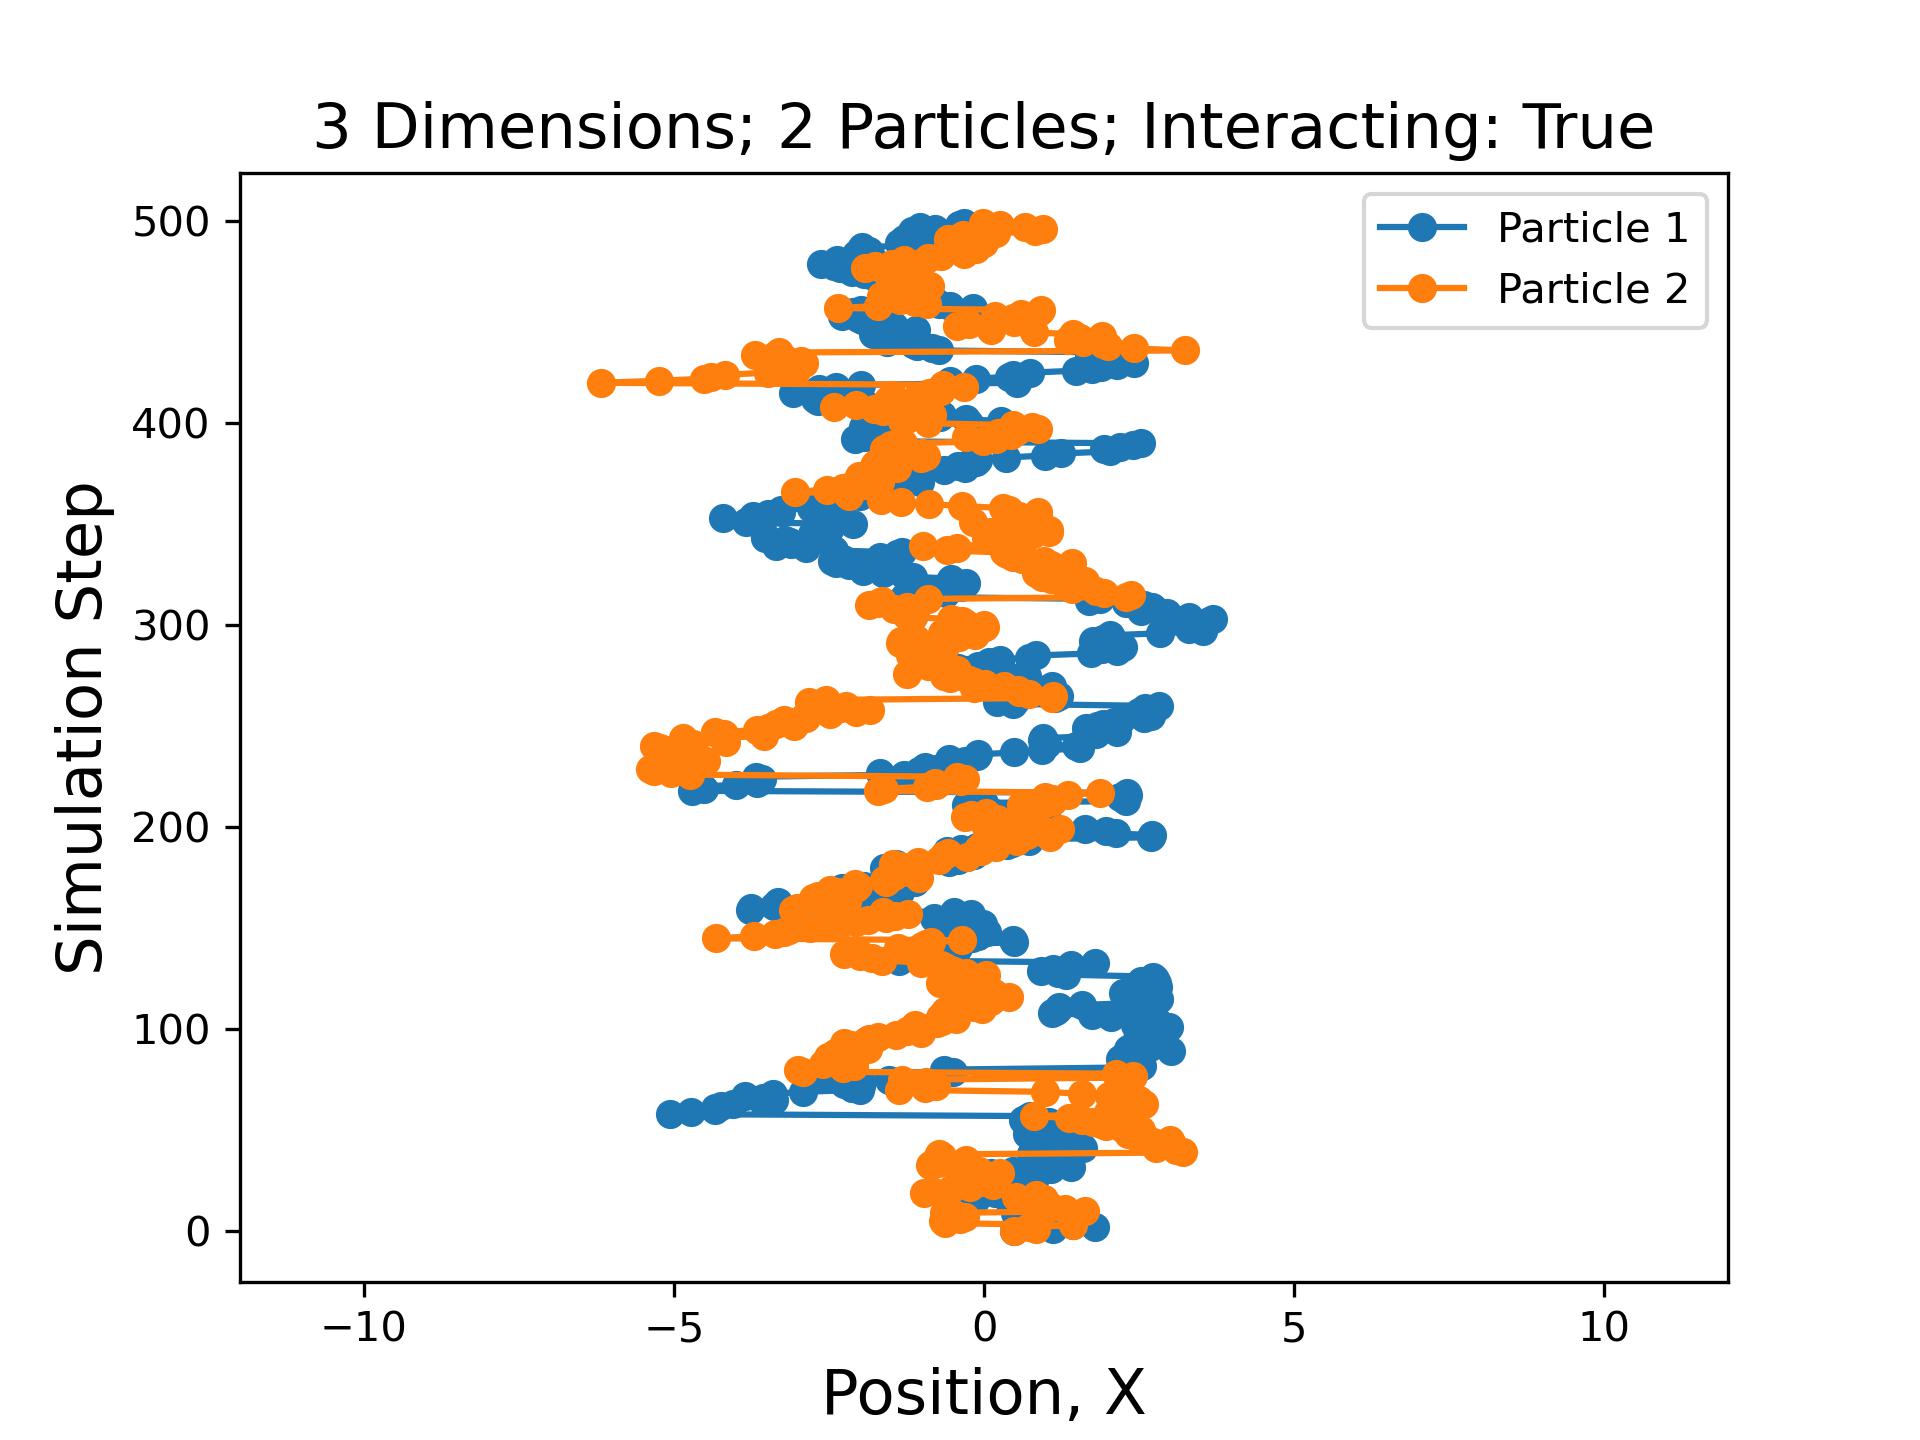 3 Dimensions; 2 Particles; Interacting: True
Particle 1
Particle 2
Simulation Step
500
400
300
200
100
0
−10
−5
0
5
10
Position, X